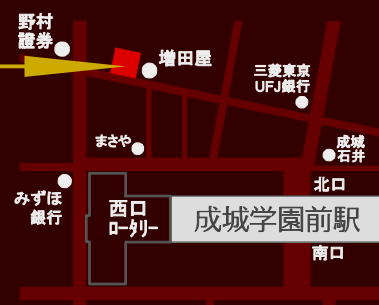 野村
證券
増田屋
三菱東京
UFJ銀行
まさや
成城
石井
みずほ
銀行
西口
ロータリー
北口
成城学園前駅
南口